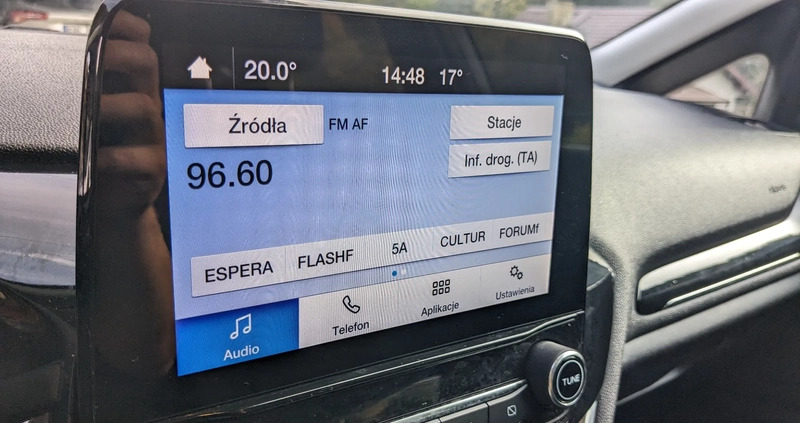 20.0° 14:48 17°
Źródła FM AF Stacje
96.60 Inf. drog. (TA)
ESPERA FLASHF 5A CULTUR FORUMf
Audio Telefon Aplikacje Ustawienia
TUNE